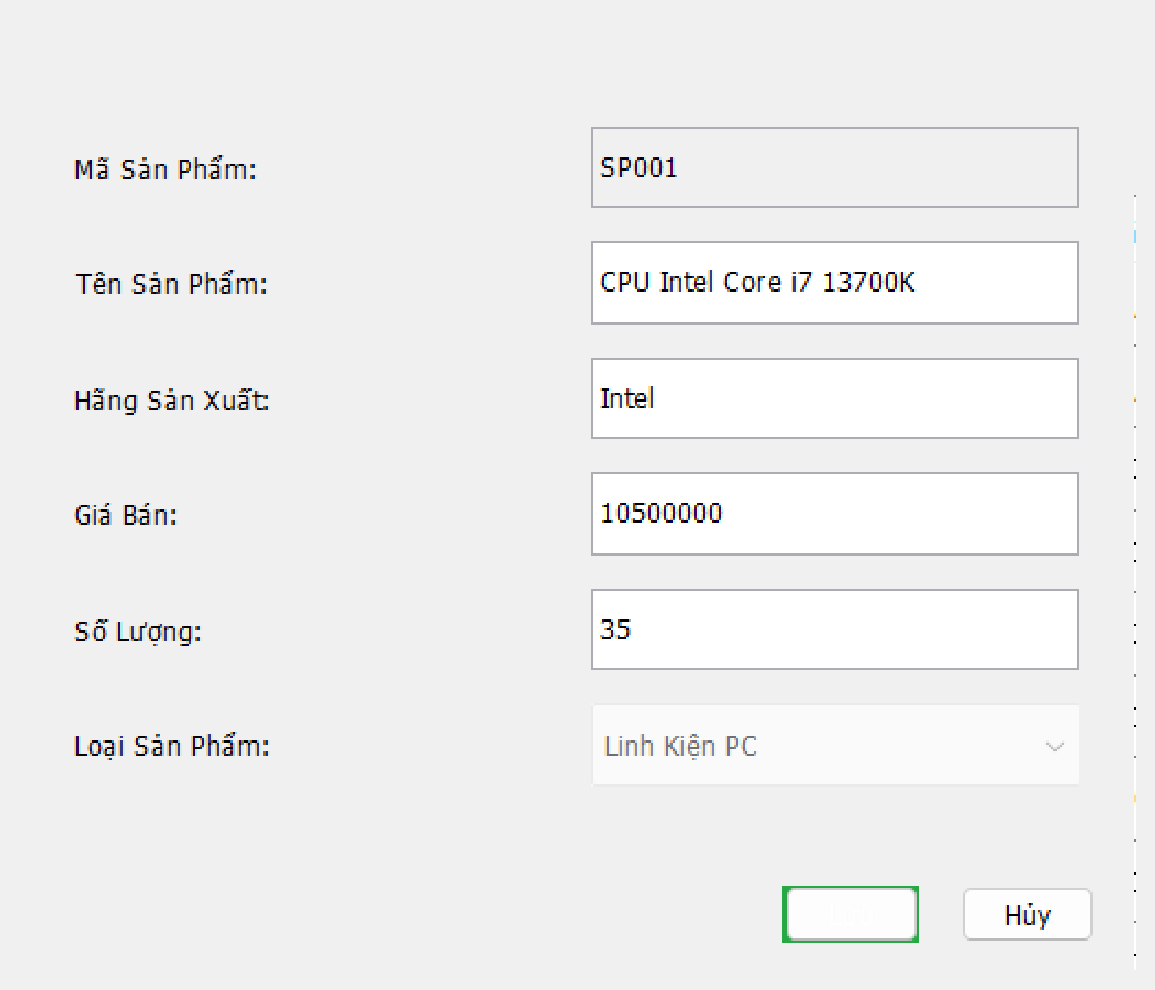 Mã Sản Phẩm: SP001
Tên Sản Phẩm: CPU Intel Core i7 13700K
Hãng Sản Xuất: Intel
Giá Bán: 10500000
Số Lượng: 35
Loại Sản Phẩm: Linh Kiện PC
Hủy